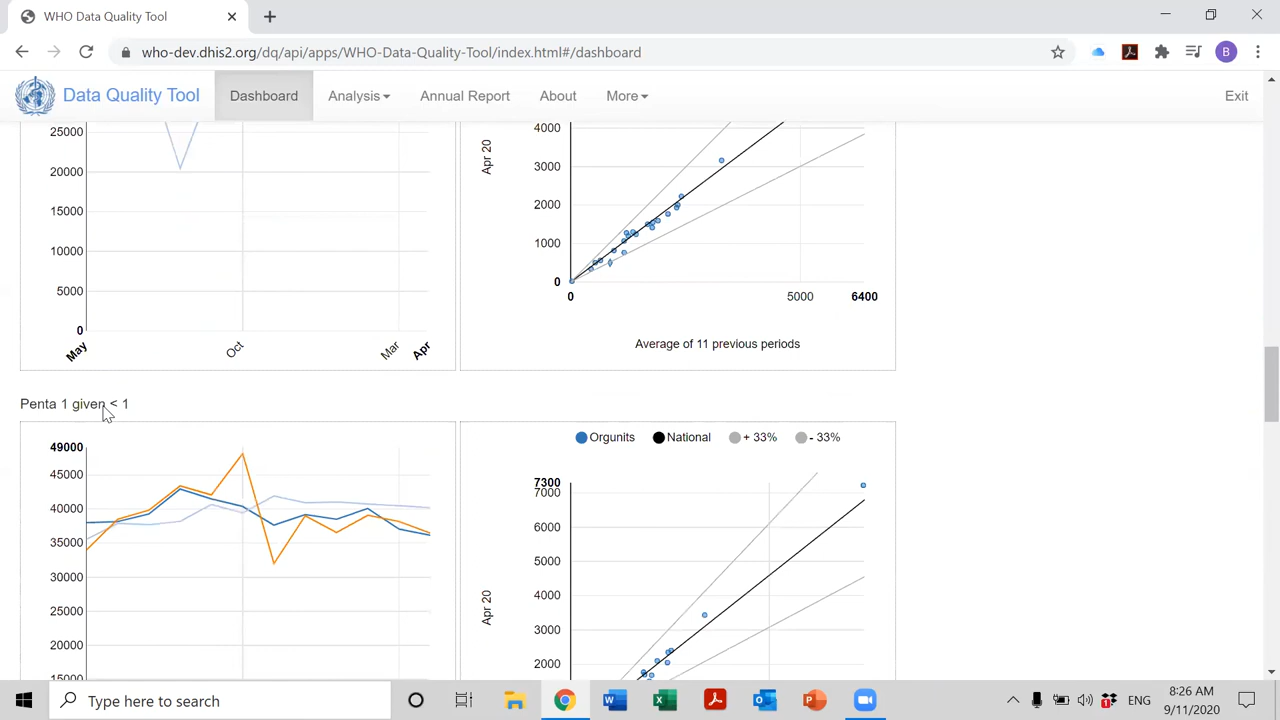 WHO Data Quality Tool
who-dev.dhis2.org/dq/api/apps/WHO-Data-Quality-Tool/index.html#/dashboard
B
Data Quality Tool
Dashboard
Analysis
Annual Report
About
More
Exit
25000
20000
15000
10000
5000
0
May
Oct
Mar
Apr
Apr 20
4000
3000
2000
1000
0
0
5000
6400
Average of 11 previous periods
Penta 1 given < 1
49000
45000
40000
35000
30000
25000
20000
15000
Orgunits
National
+ 33%
- 33%
Apr 20
7300
7000
6000
5000
4000
3000
2000
Type here to search
ENG
8:26 AM
9/11/2020